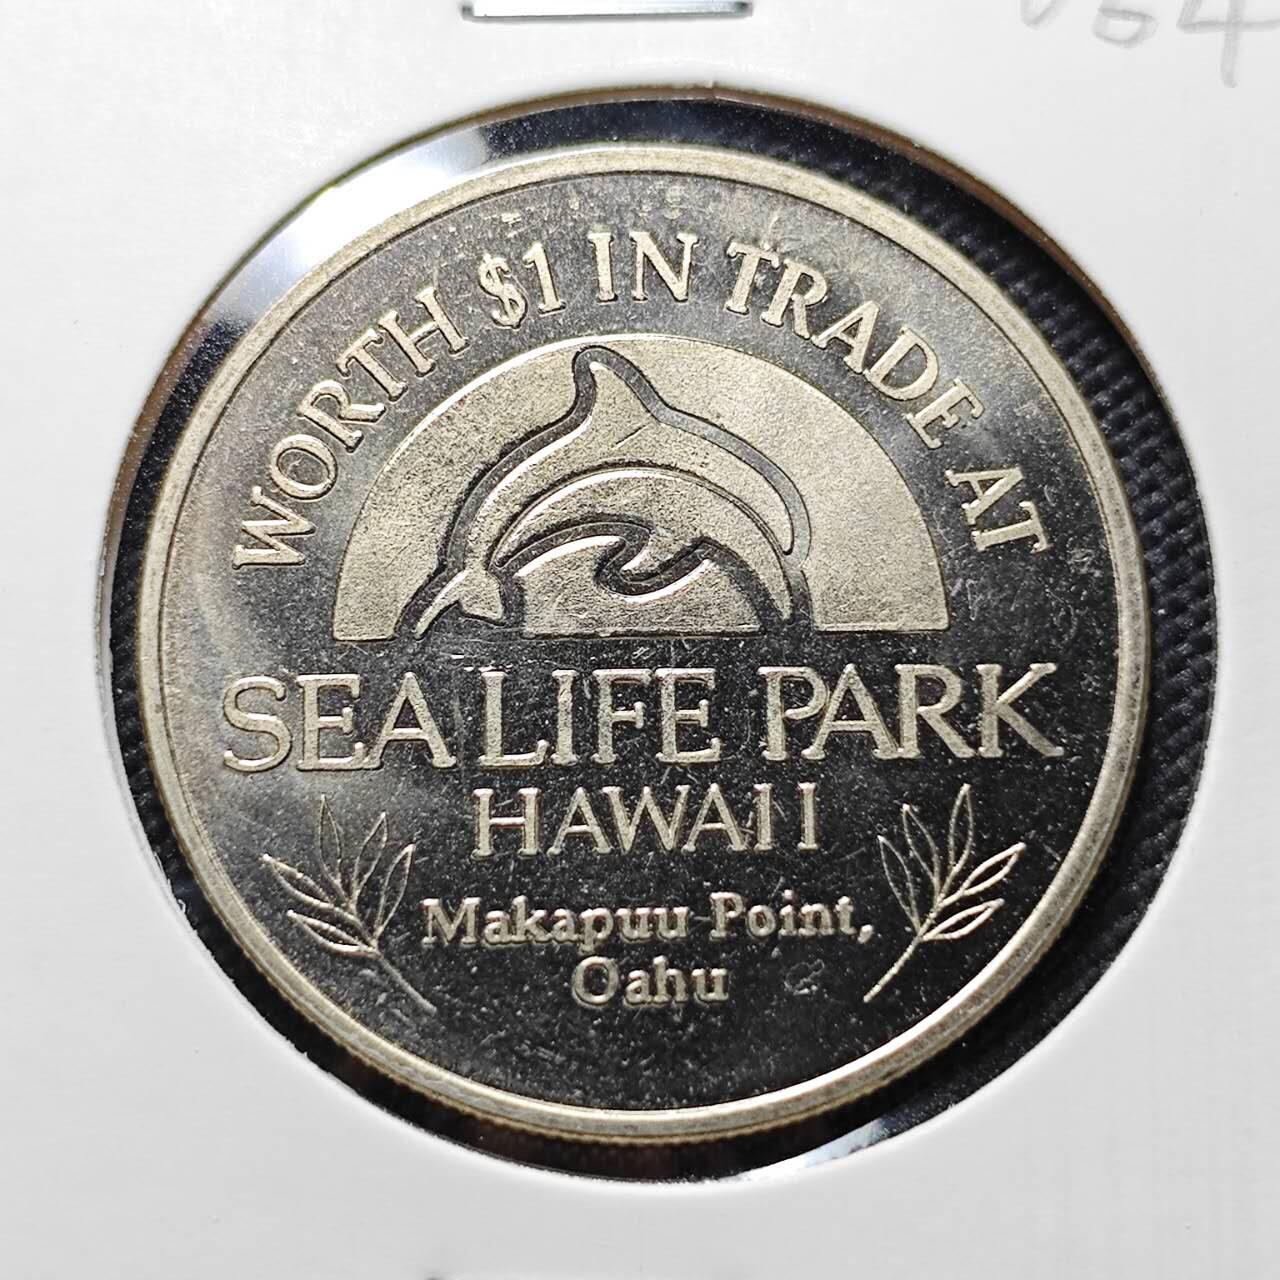 WORTH $1 IN TRADE AT
SEA LIFE PARK
HAWAII
Makapuu Point,
Oahu